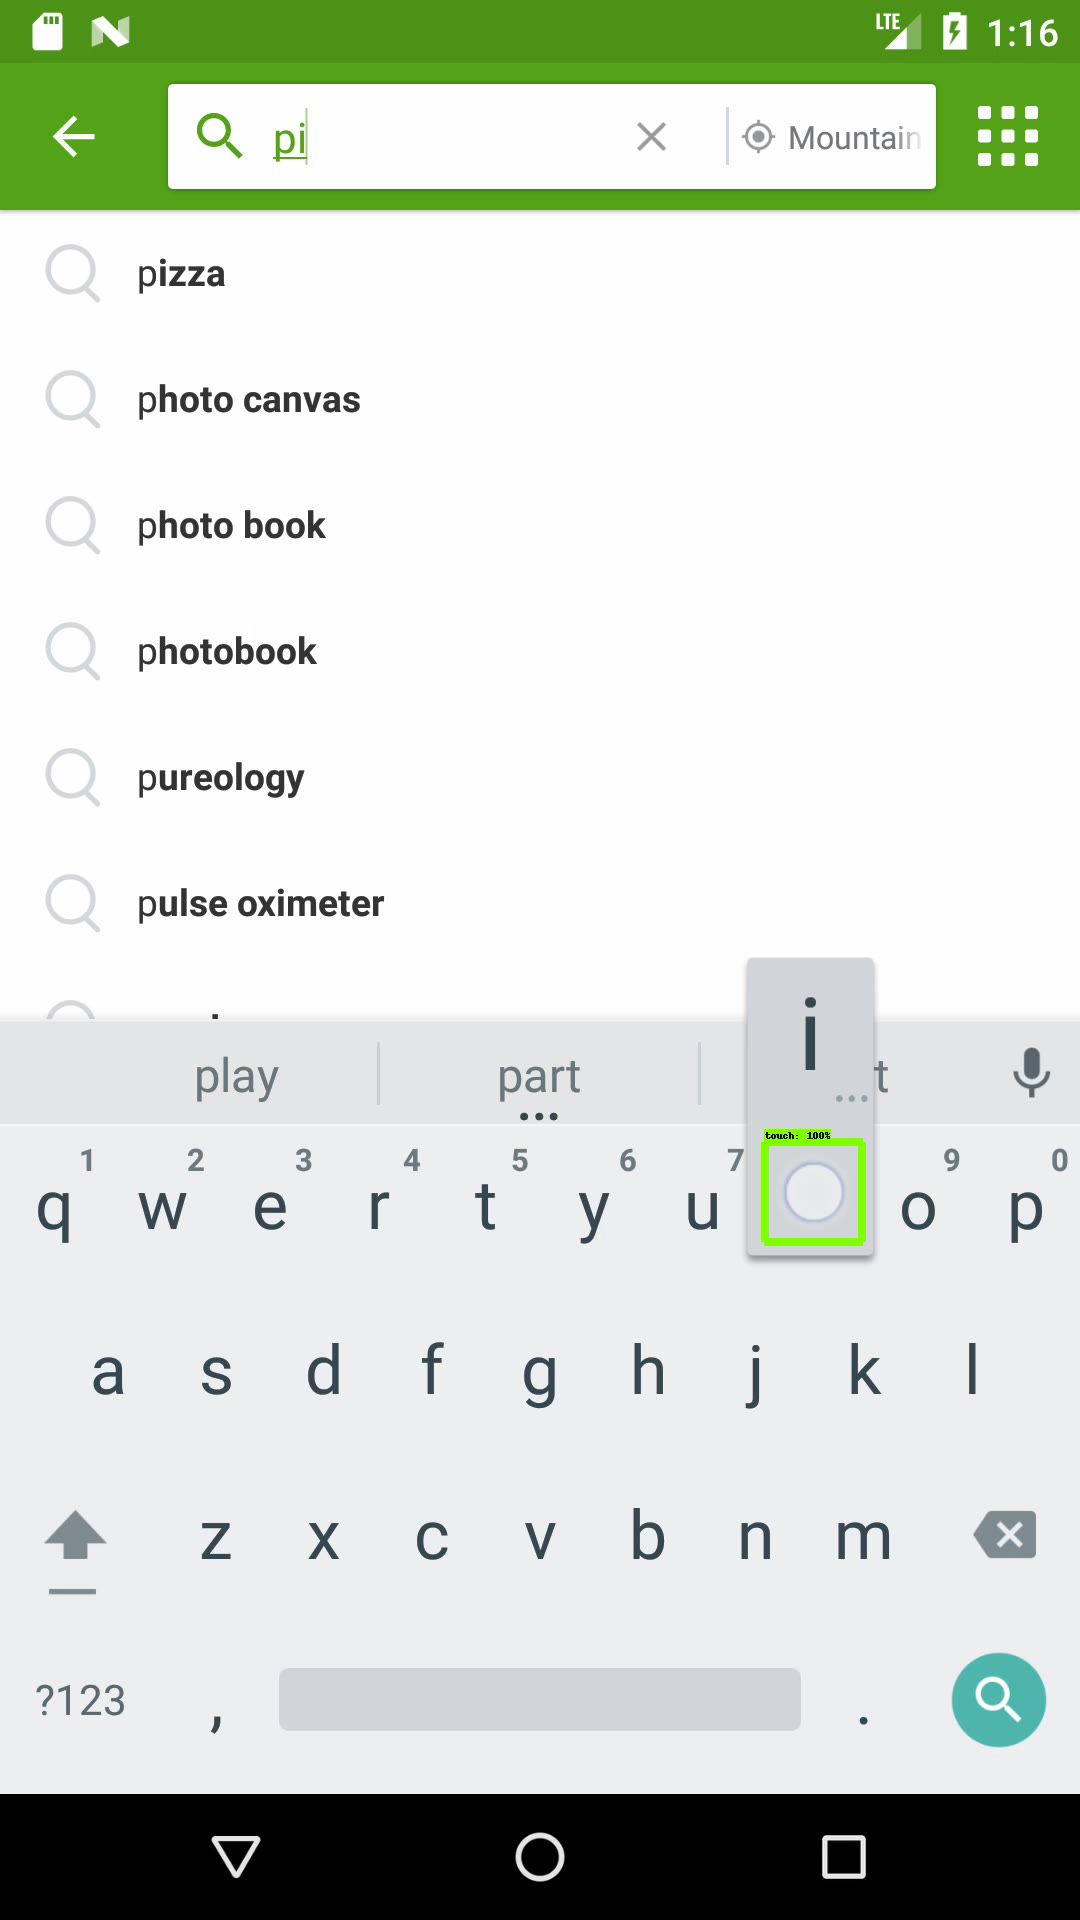 LTE 1:16
pi Mountain
pizza
photo canvas
photo book
photobook
pureology
pulse oximeter
play part t
i
touch: 100%
1 2 3 4 5 6 7 9 0
q w e r t y u o p
a s d f g h j k l
z x c v b n m
?123 , .